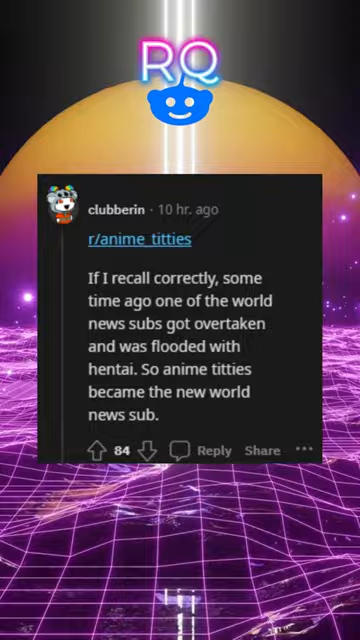 RQ
clubberin · 10 hr. ago
r/anime_titties
If I recall correctly, some
time ago one of the world
news subs got overtaken
and was flooded with
hentai. So anime titties
became the new world
news sub.
84 Reply Share ...